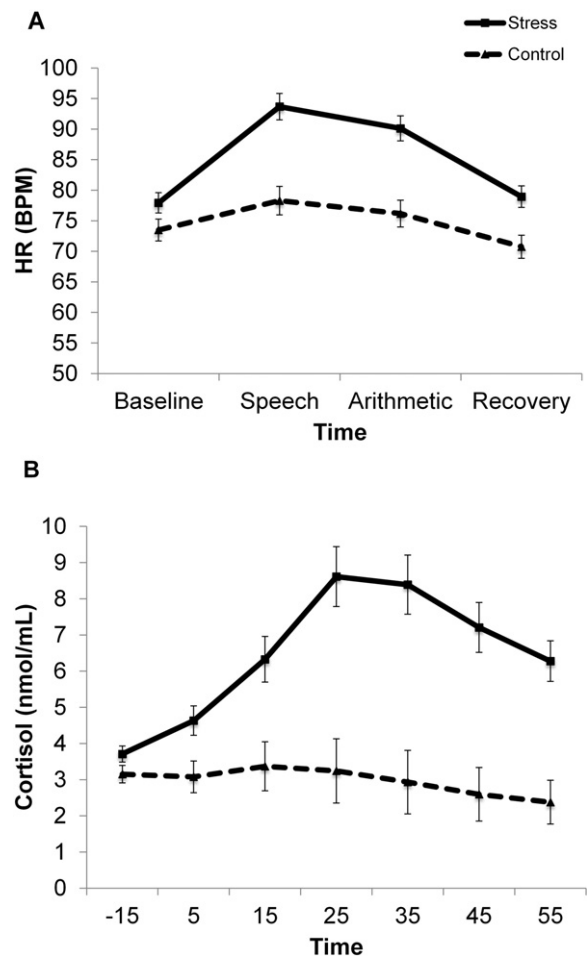 A
Stress
Control
100
95
90
85
80
75
70
65
60
55
50
HR (BPM)
Baseline Speech Arithmetic Recovery
Time
B
10
9
8
7
6
5
4
3
2
1
0
Cortisol (nmol/mL)
-15 5 15 25 35 45 55
Time